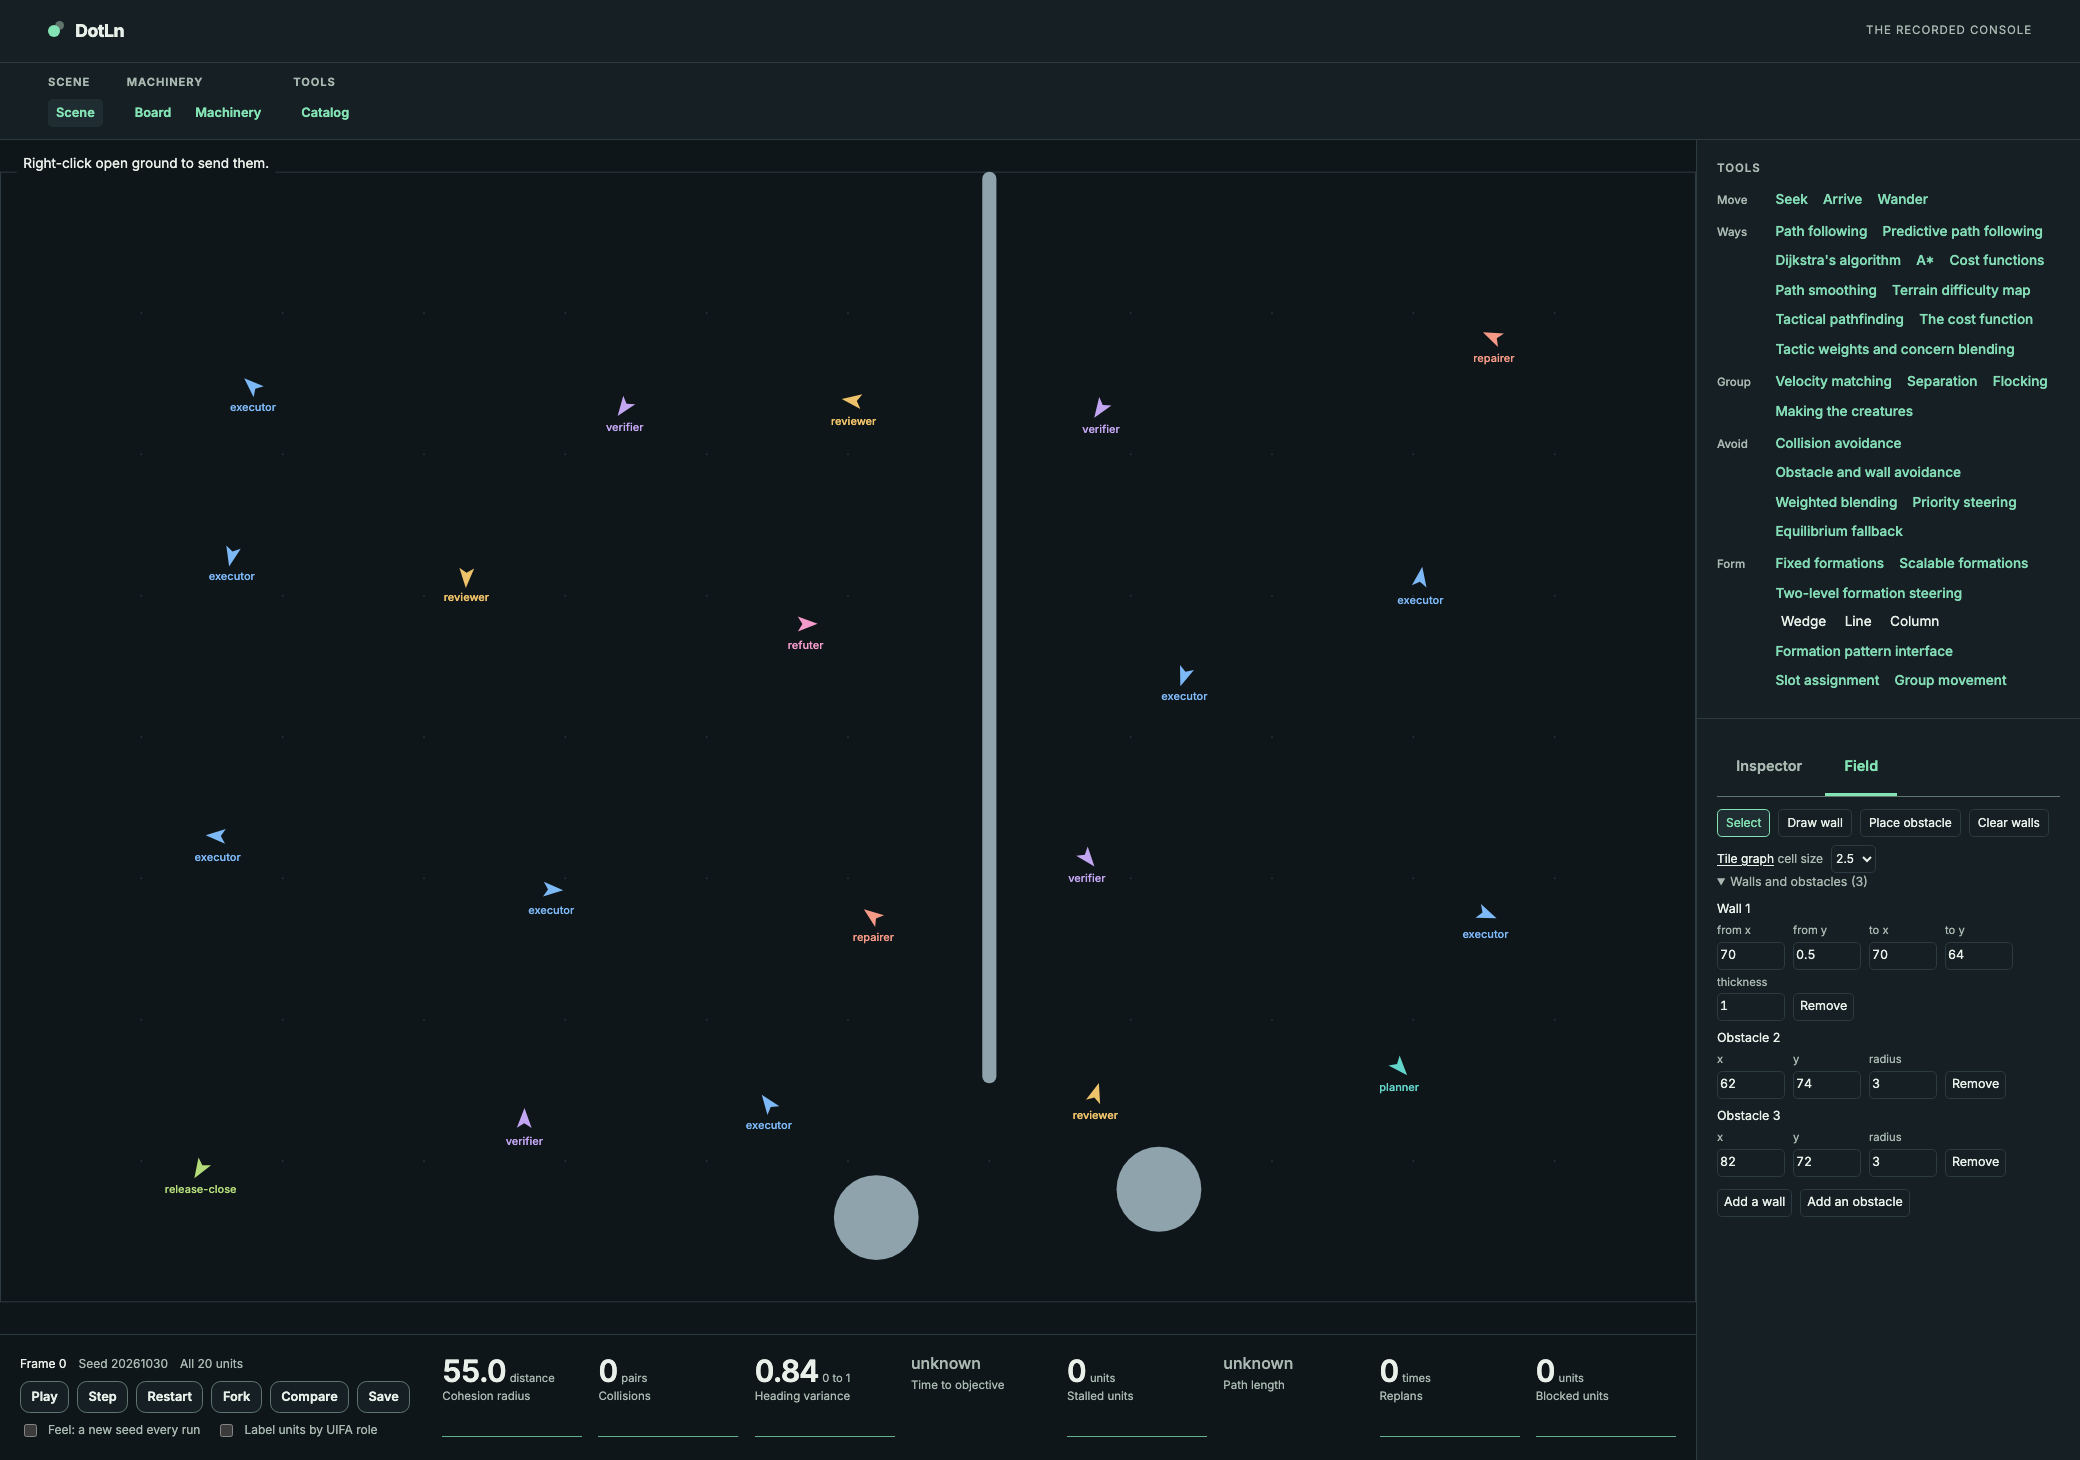 DotLn
THE RECORDED CONSOLE
SCENE MACHINERY TOOLS
Scene Board Machinery Catalog
Right-click open ground to send them.
repairer
executor
verifier
reviewer
verifier
executor
reviewer
executor
refuter
executor
executor
verifier
executor
repairer
executor
planner
reviewer
executor
verifier
release-close
TOOLS
Move Seek Arrive Wander
Ways Path following Predictive path following
Dijkstra's algorithm A* Cost functions
Path smoothing Terrain difficulty map
Tactical pathfinding The cost function
Tactic weights and concern blending
Group Velocity matching Separation Flocking
Making the creatures
Avoid Collision avoidance
Obstacle and wall avoidance
Weighted blending Priority steering
Equilibrium fallback
Form Fixed formations Scalable formations
Two-level formation steering
Wedge Line Column
Formation pattern interface
Slot assignment Group movement
Inspector Field
Select Draw wall Place obstacle Clear walls
Tile graph cell size 2.5
▼ Walls and obstacles (3)
Wall 1
from x from y to x to y
70 0.5 70 64
thickness
1 Remove
Obstacle 2
x y radius
62 74 3 Remove
Obstacle 3
x y radius
82 72 3 Remove
Add a wall Add an obstacle
Frame 0 Seed 20261030 All 20 units
Play Step Restart Fork Compare Save
Feel: a new seed every run Label units by UIFA role
55.0 distance
Cohesion radius
0 pairs
Collisions
0.84 0 to 1
Heading variance
unknown
Time to objective
0 units
Stalled units
unknown
Path length
0 times
Replans
0 units
Blocked units